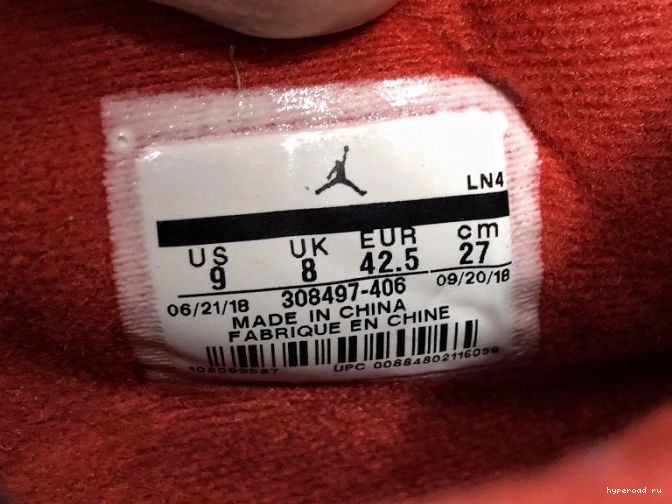 LN4
US UK EUR cm
9 8 42.5 27
06/21/18 308497-406 09/20/18
MADE IN CHINA
FABRIQUE EN CHINE
UPC 00884802116059
hyperoad ru